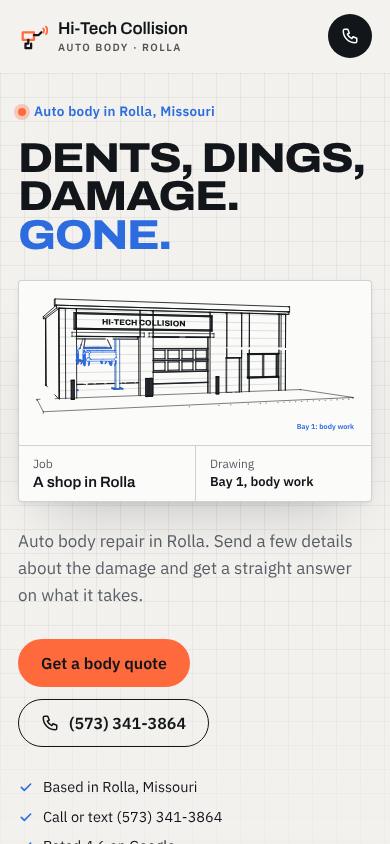 Hi-Tech Collision
AUTO BODY · ROLLA
Auto body in Rolla, Missouri
DENTS, DINGS,
DAMAGE.
GONE.
HI-TECH COLLISION
Bay 1: body work
Job
A shop in Rolla
Drawing
Bay 1, body work
Auto body repair in Rolla. Send a few details
about the damage and get a straight answer
on what it takes.
Get a body quote
(573) 341-3864
Based in Rolla, Missouri
Call or text (573) 341-3864